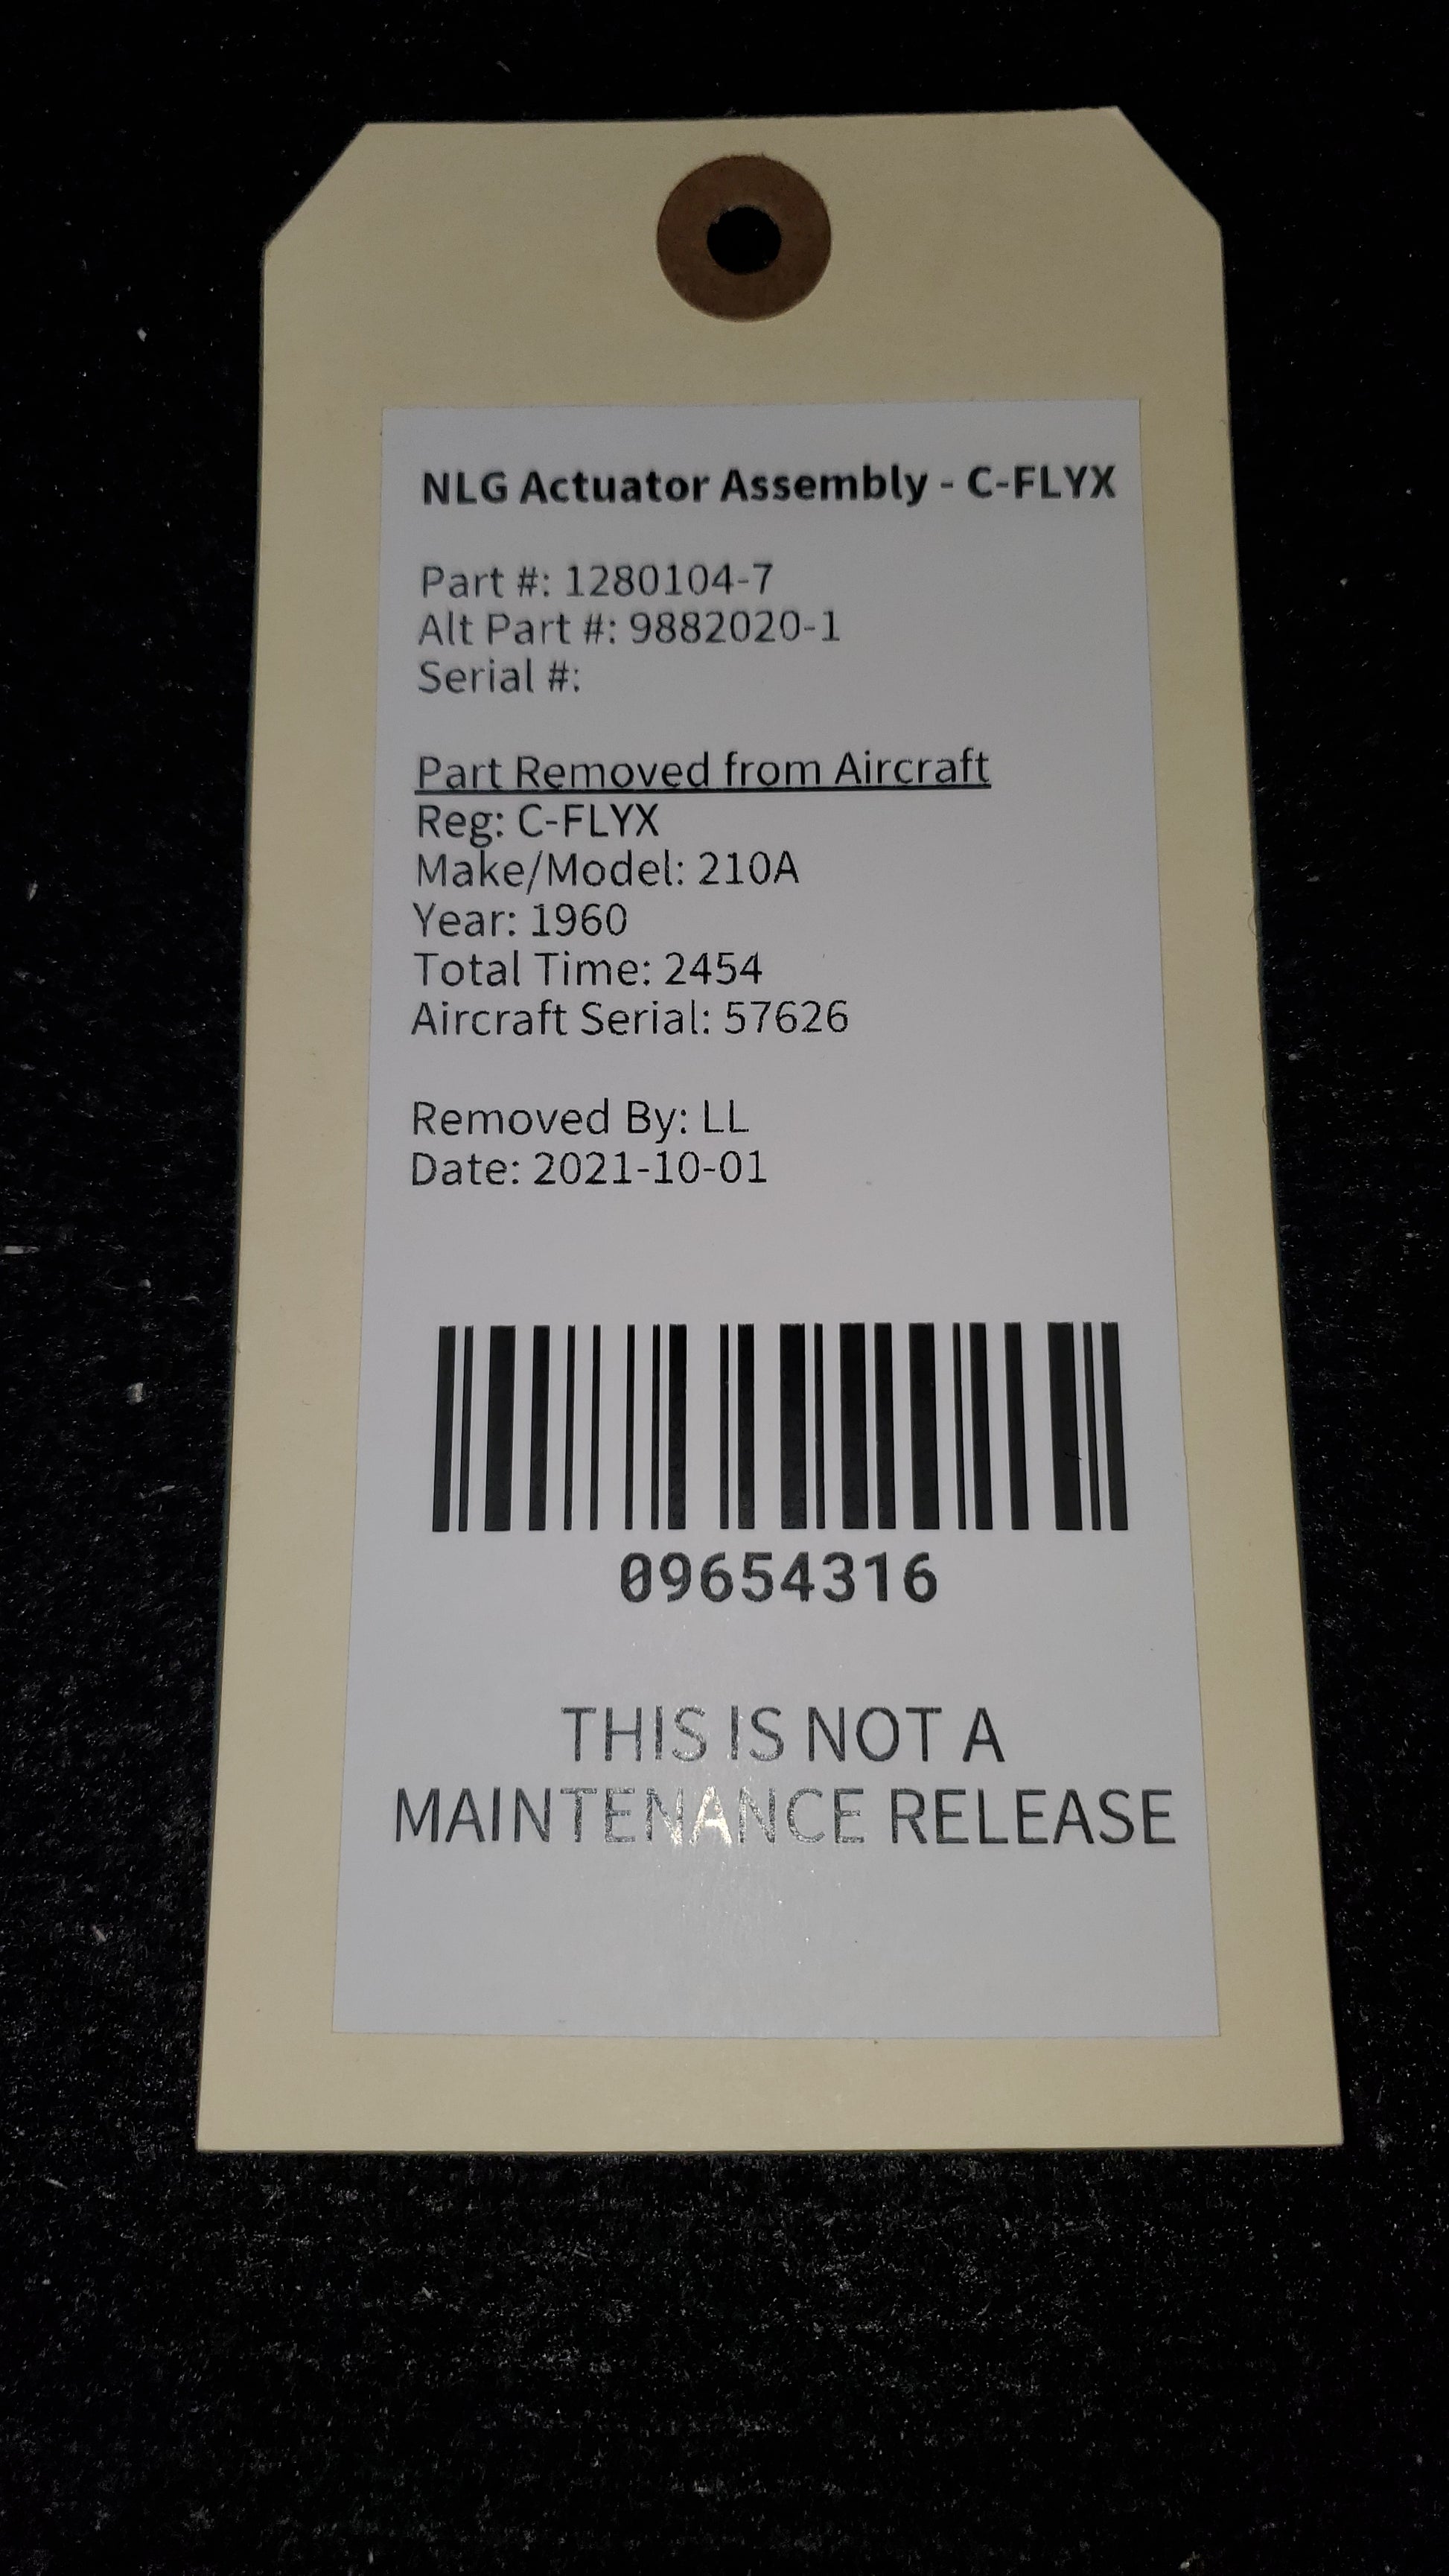 NLG Actuator Assembly - C-FLYX
Part #: 1280104-7
Alt Part #: 9882020-1
Serial #:
Part Removed from Aircraft
Reg: C-FLYX
Make/Model: 210A
Year: 1960
Total Time: 2454
Aircraft Serial: 57626
Removed By: LL
Date: 2021-10-01
09654316
THIS IS NOT A
MAINTENANCE RELEASE